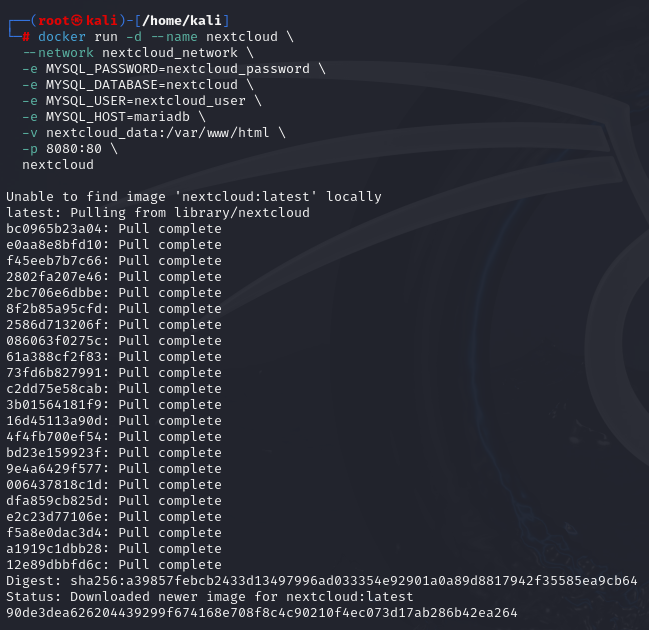 ┌──(root㉿kali)-[/home/kali]
└─# docker run -d --name nextcloud \
  --network nextcloud_network \
  -e MYSQL_PASSWORD=nextcloud_password \
  -e MYSQL_DATABASE=nextcloud \
  -e MYSQL_USER=nextcloud_user \
  -e MYSQL_HOST=mariadb \
  -v nextcloud_data:/var/www/html \
  -p 8080:80 \
  nextcloud

Unable to find image 'nextcloud:latest' locally
latest: Pulling from library/nextcloud
bc0965b23a04: Pull complete
e0aa8e8bfd10: Pull complete
f45eeb7b7c66: Pull complete
2802fa207e46: Pull complete
2bc706e6dbbe: Pull complete
8f2b85a95cfd: Pull complete
2586d713206f: Pull complete
086063f0275c: Pull complete
61a388cf2f83: Pull complete
73fd6b827991: Pull complete
c2dd75e58cab: Pull complete
3b01564181f9: Pull complete
16d45113a90d: Pull complete
4f4fb700ef54: Pull complete
bd23e159923f: Pull complete
9e4a6429f577: Pull complete
006437818c1d: Pull complete
dfa859cb825d: Pull complete
e2c23d77106e: Pull complete
f5a8e0dac3d4: Pull complete
a1919c1dbb28: Pull complete
12e89dbbfd6c: Pull complete
Digest: sha256:a39857febcb2433d13497996ad033354e92901a0a89d8817942f35585ea9cb64
Status: Downloaded newer image for nextcloud:latest
90de3dea626204439299f674168e708f8c4c90210f4ec073d17ab286b42ea264